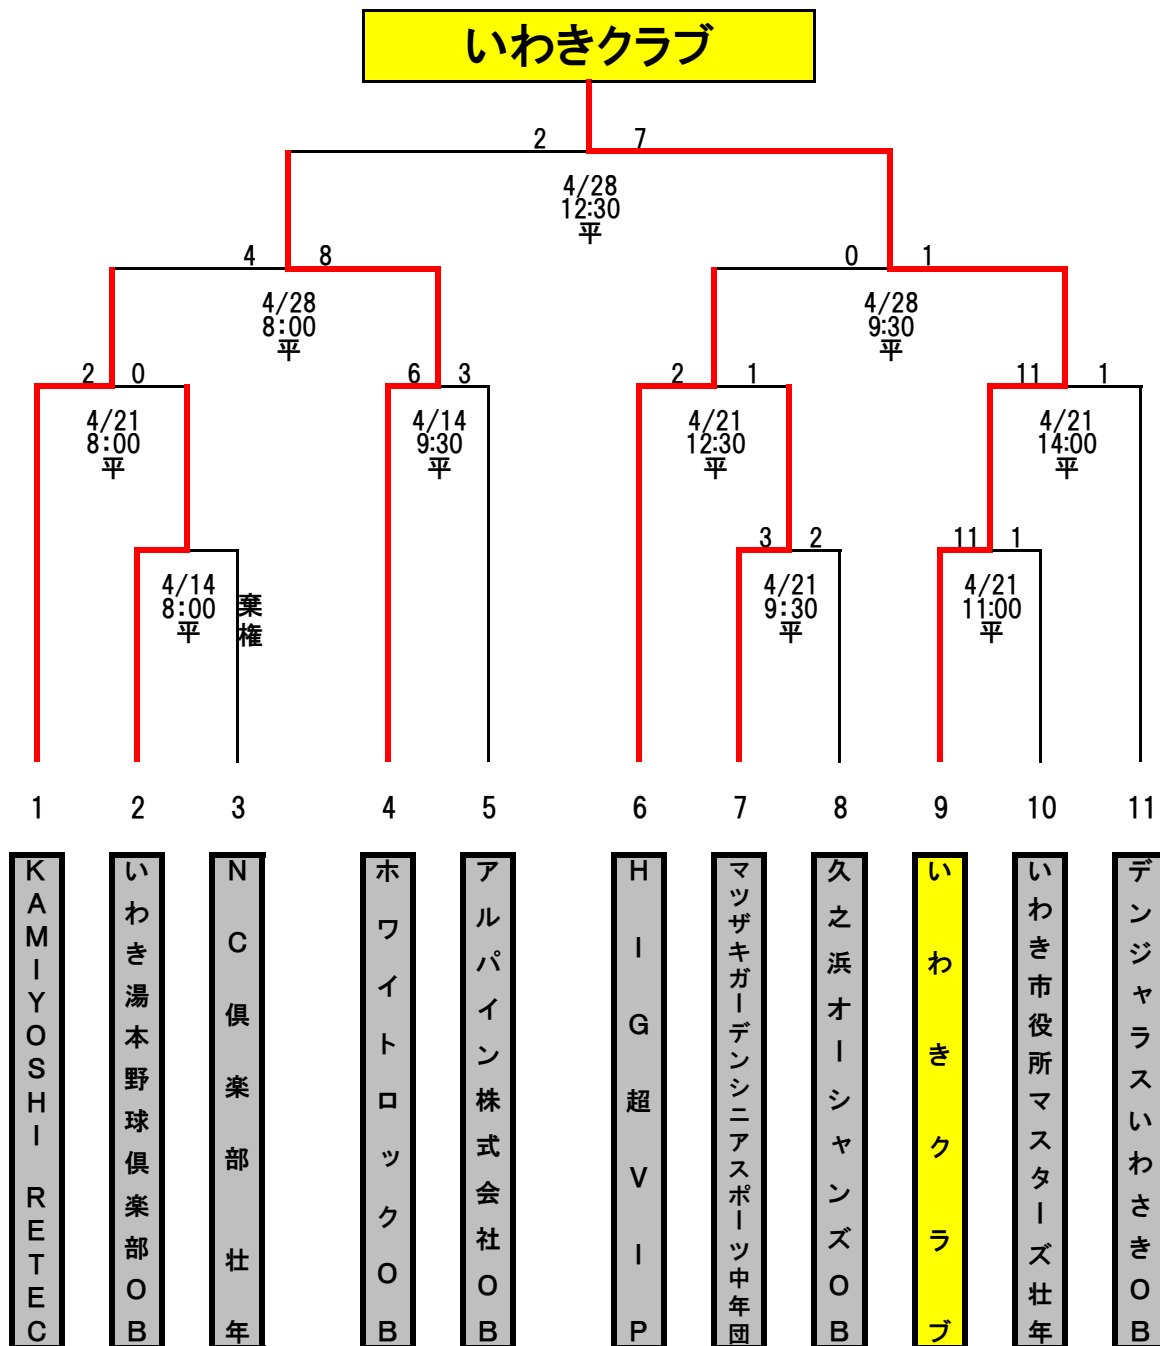 いわきクラブ
2 7
4/28
12:30
平
4 8
0 1
4/28
8:00
平
4/28
9:30
平
2 0
6 3
2 1
11 1
4/21
8:00
平
4/14
9:30
平
4/21
12:30
平
4/21
14:00
平
3 2
11 1
4/14
8:00
平
棄権
4/21
9:30
平
4/21
11:00
平
1 2 3 4 5 6 7 8 9 10 11
KAMIYOSHI RETEC
いわき湯本野球倶楽部OB
NC倶楽部 壮年
ホワイトロックOB
アルパイン株式会社OB
HIG超VIP
マツザキガーデンシニアスポーツ中年団
久之浜オーシャンズOB
いわきクラブ
いわき市役所マスターズ壮年
デンジャラスいわさきOB